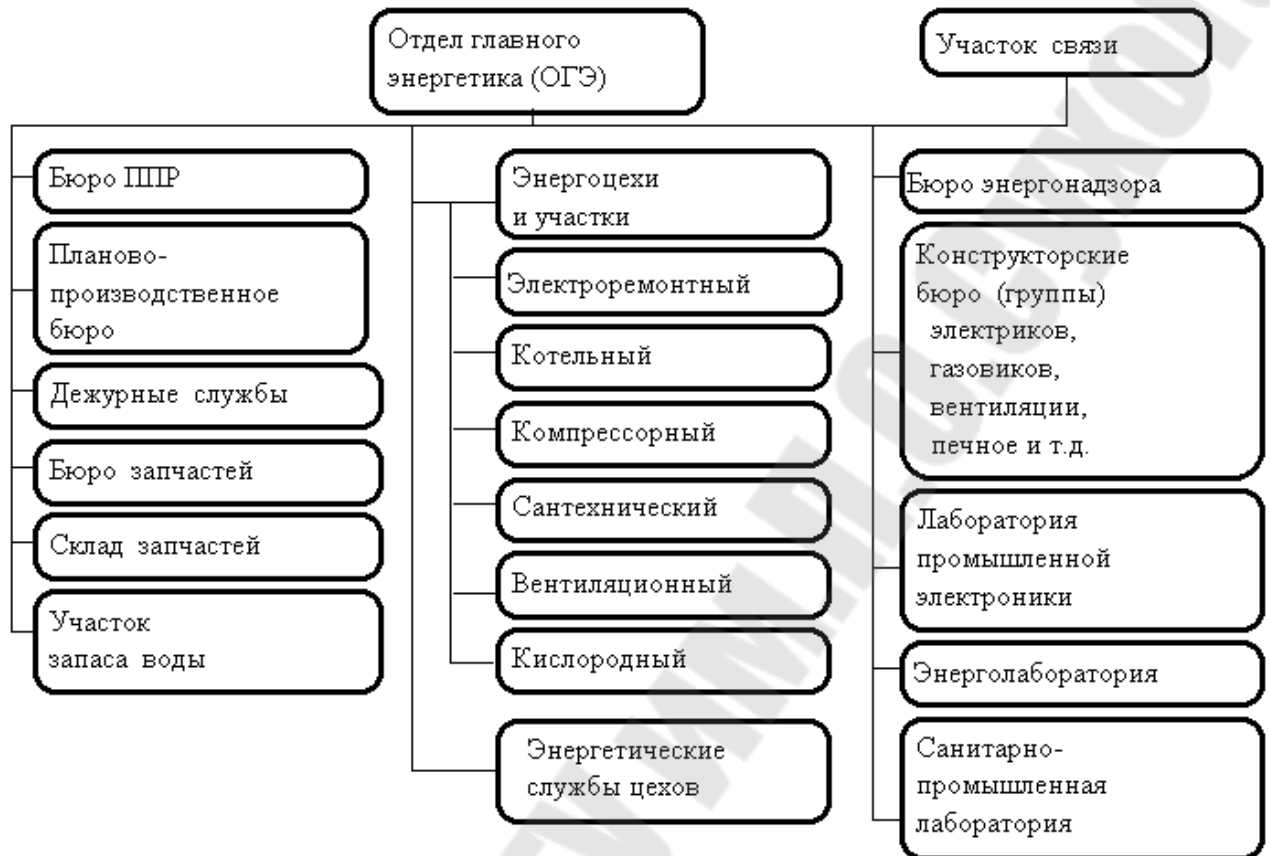 Отдел главного
энергетика (ОГЭ)
Участок связи
Бюро ППР
Планово-
производственное
бюро
Дежурные службы
Бюро запчастей
Склад запчастей
Участок
запаса воды
Энергоцехи
и участки
Электроремонтный
Котельный
Компрессорный
Сантехнический
Вентиляционный
Кислородный
Энергетические
службы цехов
Бюро энергонадзора
Конструкторские
бюро (группы)
электриков,
газовиков,
вентиляции,
печное и т.д.
Лаборатория
промышленной
электроники
Энерголаборатория
Санитарно-
промышленная
лаборатория